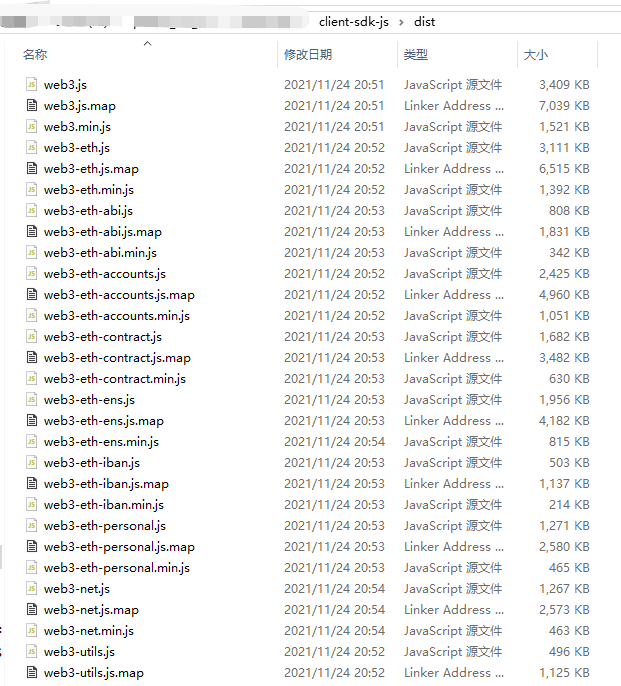 client-sdk-js > dist
名称 修改日期 类型 大小
web3.js 2021/11/24 20:51 JavaScript 源文件 3,409 KB
web3.js.map 2021/11/24 20:51 Linker Address ... 7,039 KB
web3.min.js 2021/11/24 20:51 JavaScript 源文件 1,521 KB
web3-eth.js 2021/11/24 20:52 JavaScript 源文件 3,111 KB
web3-eth.js.map 2021/11/24 20:52 Linker Address ... 6,515 KB
web3-eth.min.js 2021/11/24 20:52 JavaScript 源文件 1,392 KB
web3-eth-abi.js 2021/11/24 20:53 JavaScript 源文件 808 KB
web3-eth-abi.js.map 2021/11/24 20:53 Linker Address ... 1,831 KB
web3-eth-abi.min.js 2021/11/24 20:53 JavaScript 源文件 342 KB
web3-eth-accounts.js 2021/11/24 20:52 JavaScript 源文件 2,425 KB
web3-eth-accounts.js.map 2021/11/24 20:52 Linker Address ... 4,960 KB
web3-eth-accounts.min.js 2021/11/24 20:52 JavaScript 源文件 1,051 KB
web3-eth-contract.js 2021/11/24 20:53 JavaScript 源文件 1,682 KB
web3-eth-contract.js.map 2021/11/24 20:53 Linker Address ... 3,482 KB
web3-eth-contract.min.js 2021/11/24 20:53 JavaScript 源文件 630 KB
web3-eth-ens.js 2021/11/24 20:53 JavaScript 源文件 1,956 KB
web3-eth-ens.js.map 2021/11/24 20:53 Linker Address ... 4,182 KB
web3-eth-ens.min.js 2021/11/24 20:54 JavaScript 源文件 815 KB
web3-eth-iban.js 2021/11/24 20:53 JavaScript 源文件 503 KB
web3-eth-iban.js.map 2021/11/24 20:53 Linker Address ... 1,137 KB
web3-eth-iban.min.js 2021/11/24 20:53 JavaScript 源文件 214 KB
web3-eth-personal.js 2021/11/24 20:53 JavaScript 源文件 1,271 KB
web3-eth-personal.js.map 2021/11/24 20:53 Linker Address ... 2,580 KB
web3-eth-personal.min.js 2021/11/24 20:53 JavaScript 源文件 465 KB
web3-net.js 2021/11/24 20:54 JavaScript 源文件 1,267 KB
web3-net.js.map 2021/11/24 20:54 Linker Address ... 2,573 KB
web3-net.min.js 2021/11/24 20:54 JavaScript 源文件 463 KB
web3-utils.js 2021/11/24 20:52 JavaScript 源文件 496 KB
web3-utils.js.map 2021/11/24 20:52 Linker Address ... 1,125 KB